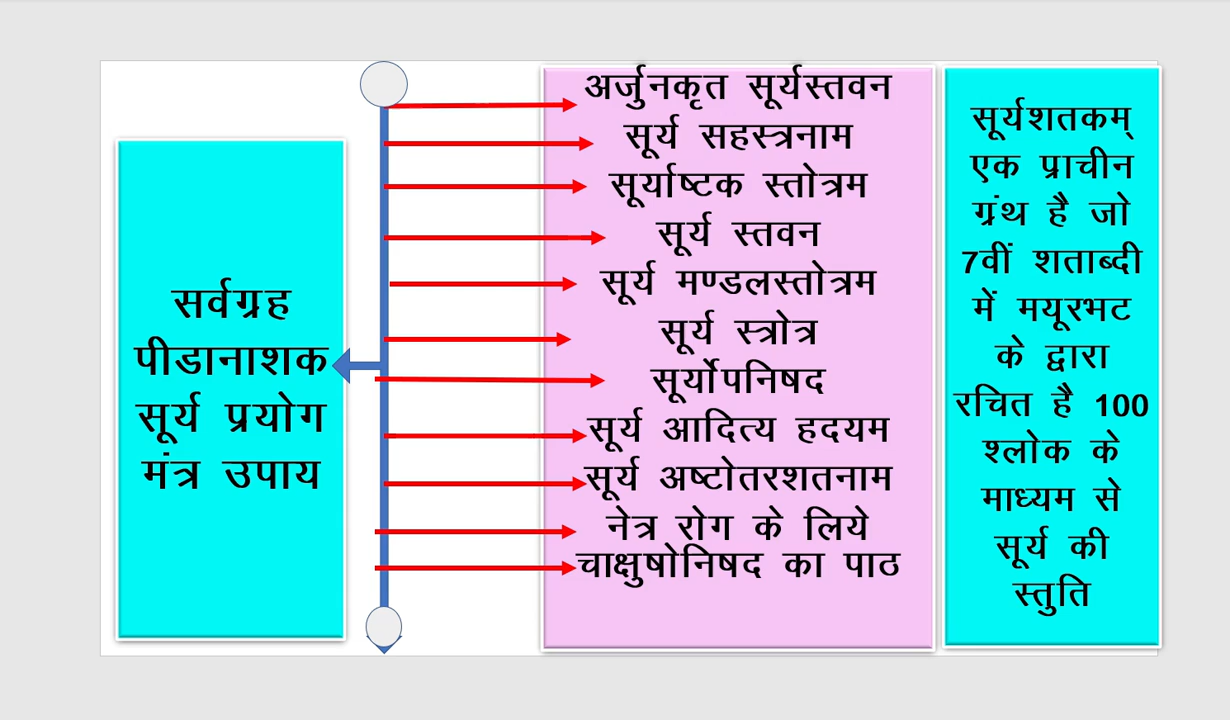 सर्वग्रह
पीडानाशक
सूर्य प्रयोग
मंत्र उपाय
अर्जुनकृत सूर्यस्तवन
सूर्य सहस्त्रनाम
सूर्याष्टक स्तोत्रम
सूर्य स्तवन
सूर्य मण्डलस्तोत्रम
सूर्य स्त्रोत्र
सूर्योपनिषद
सूर्य आदित्य हदयम
सूर्य अष्टोतरशतनाम
नेत्र रोग के लिये
चाक्षुषोनिषद का पाठ
सूर्यशतकम्
एक प्राचीन
ग्रंथ है जो
7वीं शताब्दी
में मयूरभट
के द्वारा
रचित है 100
श्लोक के
माध्यम से
सूर्य की
स्तुति